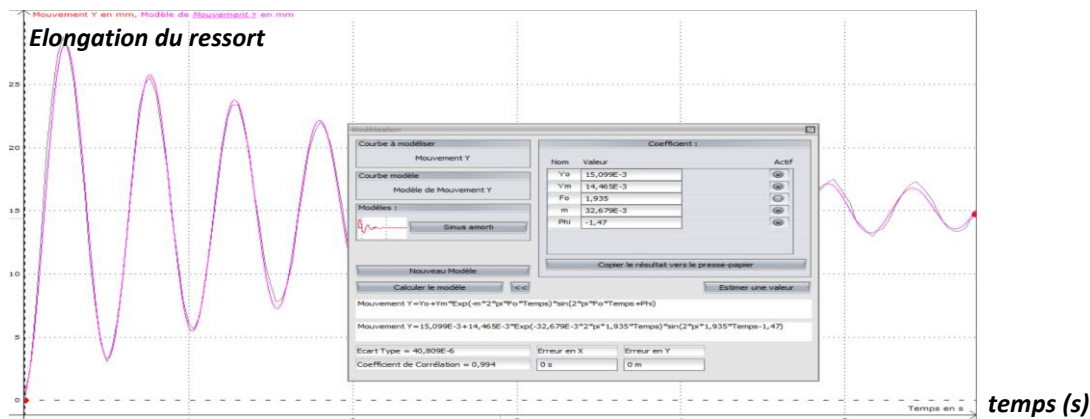 Mouvement Y en mm, Modèle de Mouvement Y en mm
Elongation du ressort
25
20
15
10
5
0
Modélisation
Courbe à modéliser
Mouvement Y
Courbe modèle
Modèle de Mouvement Y
Modèles :
Sinus amorti
Nouveau Modèle
Calculer le modèle
<<
Coefficient :
Nom Valeur Actif
Yo 15,099E-3
Ym 14,465E-3
Fo 1,935
m 32,679E-3
Phi -1,47
Copier le résultat vers le presse-papier
Estimer une valeur
Mouvement Y=Yo+Ym*Exp(-m*2*pi*Fo*Temps)*sin(2*pi*Fo*Temps+Phi)
Mouvement Y=15,099E-3+14,465E-3*Exp(-32,679E-3*2*pi*1,935*Temps)*sin(2*pi*1,935*Temps-1,47)
Ecart Type = 40,809E-6
Erreur en X
Erreur en Y
Coefficient de Corrélation = 0,994
0 s
0 m
Temps en s
temps (s)